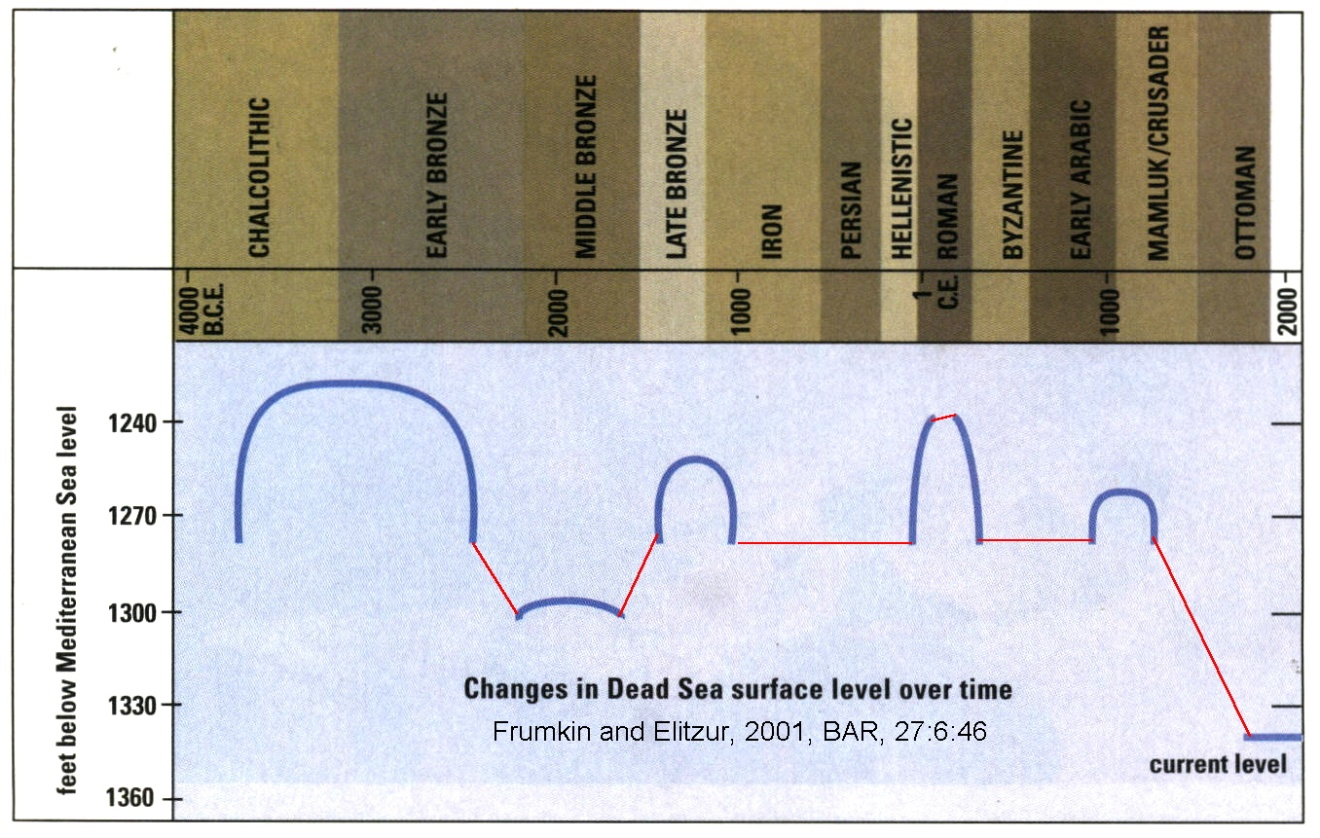 CHALCOLITHIC
EARLY BRONZE
MIDDLE BRONZE
LATE BRONZE
IRON
PERSIAN
HELLENISTIC
ROMAN
BYZANTINE
EARLY ARABIC
MAMLUK/CRUSADER
OTTOMAN
4000
B.C.E.
3000
2000
1000
1
C.E.
1000
2000
feet below Mediterranean Sea level
1240
1270
1300
1330
1360
Changes in Dead Sea surface level over time
Frumkin and Elitzur, 2001, BAR, 27:6:46
current level